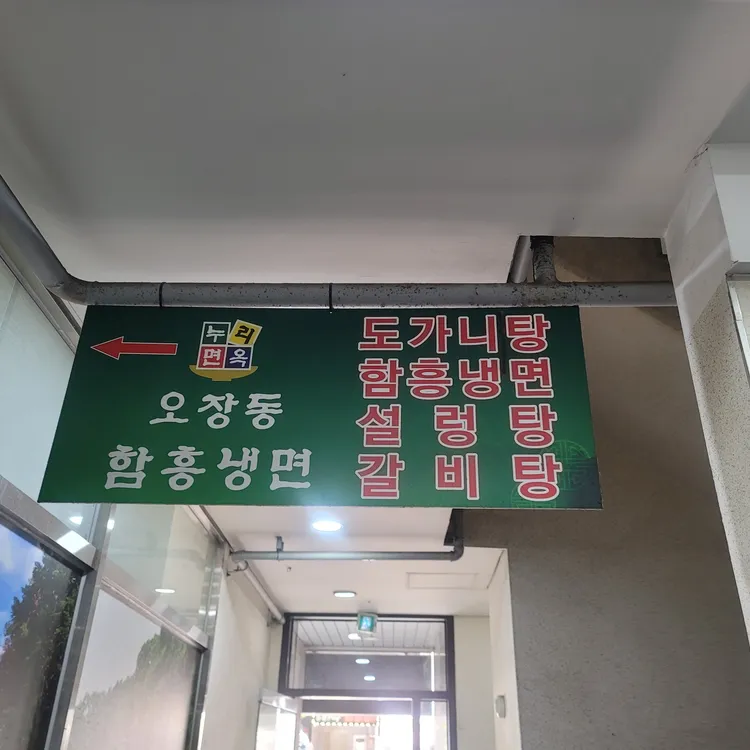 누리
면옥
오장동
함흥냉면
도가니탕
함흥냉면
설렁탕
갈비탕